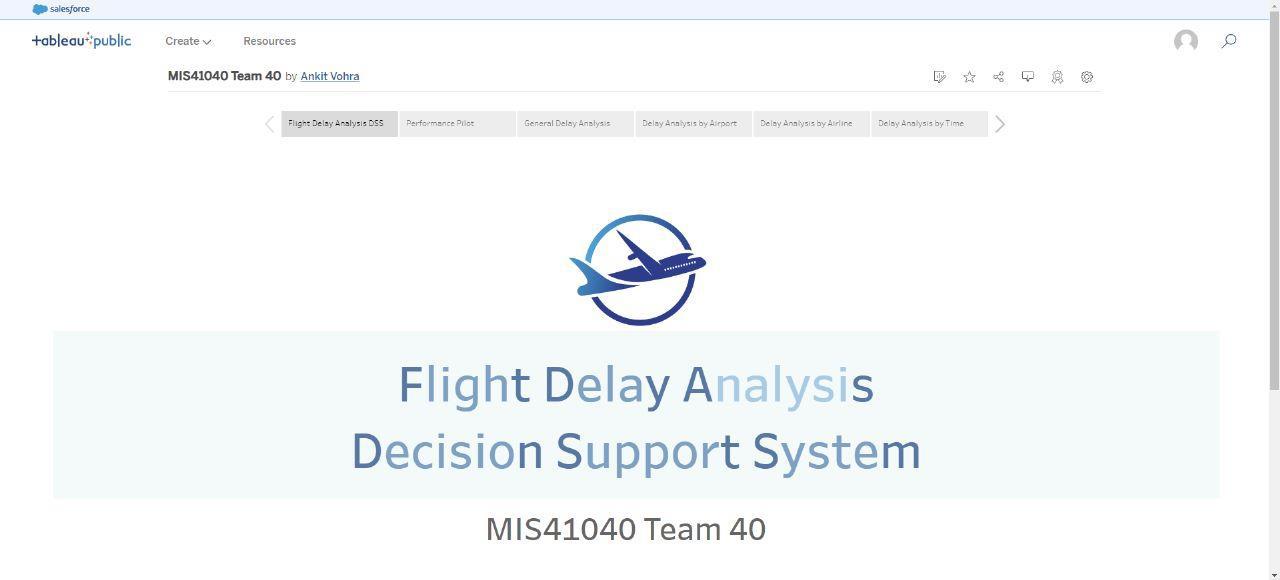 salesforce
tableau public
Create
Resources
MIS41040 Team 40 by Ankit Vohra
Flight Delay Analysis DSS
Performance Pilot
General Delay Analysis
Delay Analysis by Airport
Delay Analysis by Airline
Delay Analysis by Time
Flight Delay Analysis
Decision Support System
MIS41040 Team 40